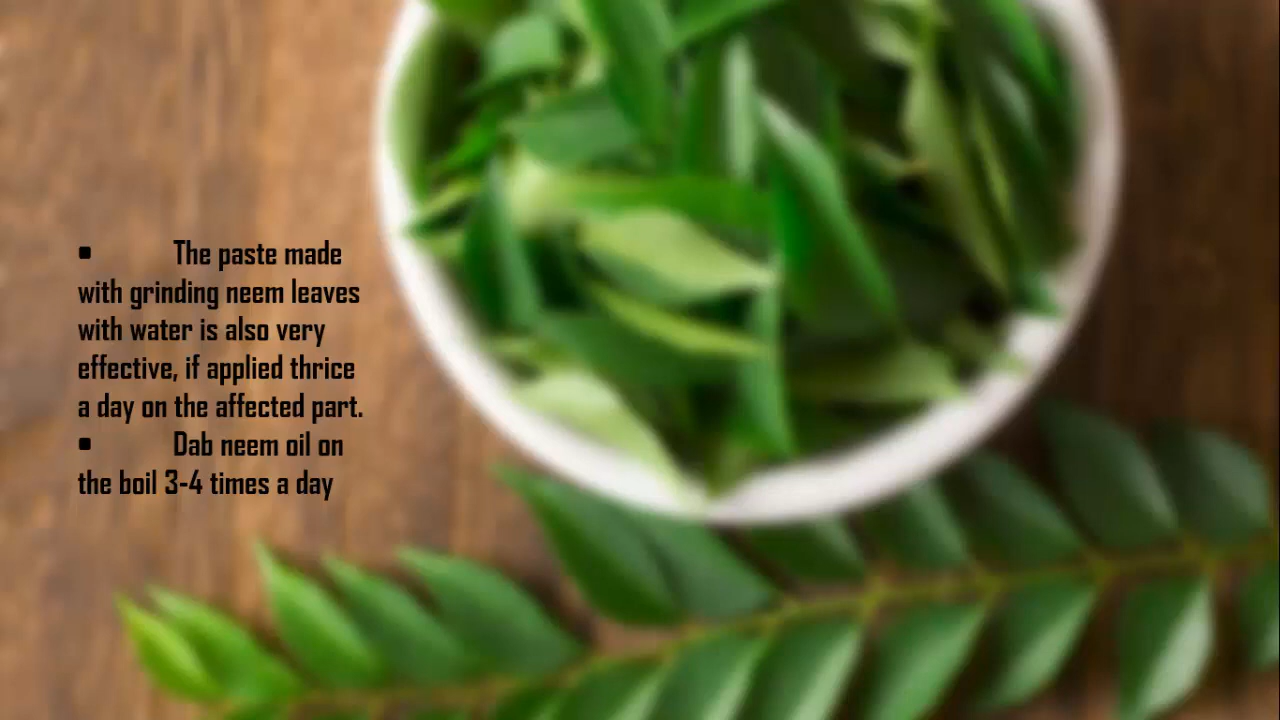 ▪ The paste made
with grinding neem leaves
with water is also very
effective, if applied thrice
a day on the affected part.
▪ Dab neem oil on
the boil 3-4 times a day